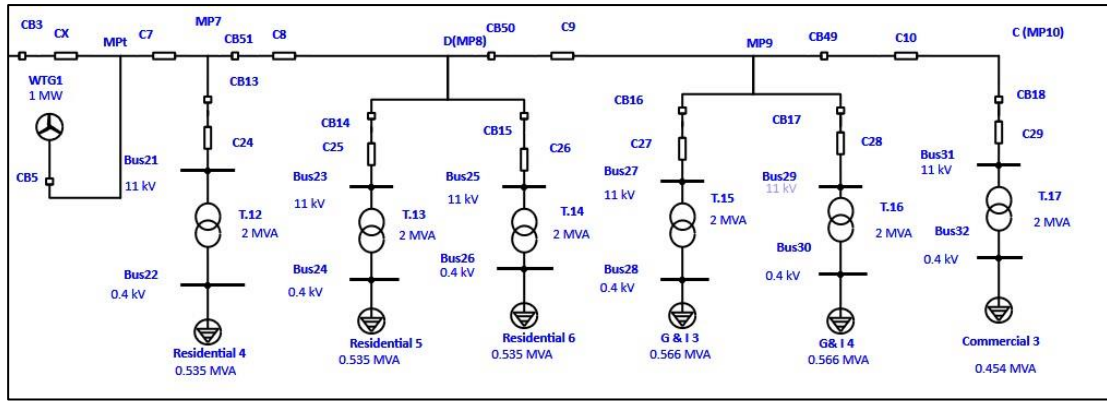 CB3
CX
MPt
C7
MP7
CB51
C8
D(MP8)
CB50
C9
MP9
CB49
C10
C (MP10)
WTG1
1 MW
CB5
CB13
C24
Bus21
11 kV
T.12
2 MVA
Bus22
0.4 kV
Residential 4
0.535 MVA
CB14
C25
Bus23
11 kV
T.13
2 MVA
Bus24
0.4 kV
Residential 5
0.535 MVA
CB15
C26
Bus25
11 kV
T.14
2 MVA
Bus26
0.4 kV
Residential 6
0.535 MVA
CB16
C27
Bus27
11 kV
T.15
2 MVA
Bus28
0.4 kV
G & I 3
0.566 MVA
CB17
C28
Bus29
11 kV
T.16
2 MVA
Bus30
0.4 kV
G& I 4
0.566 MVA
CB18
C29
Bus31
11 kV
T.17
2 MVA
Bus32
0.4 kV
Commercial 3
0.454 MVA